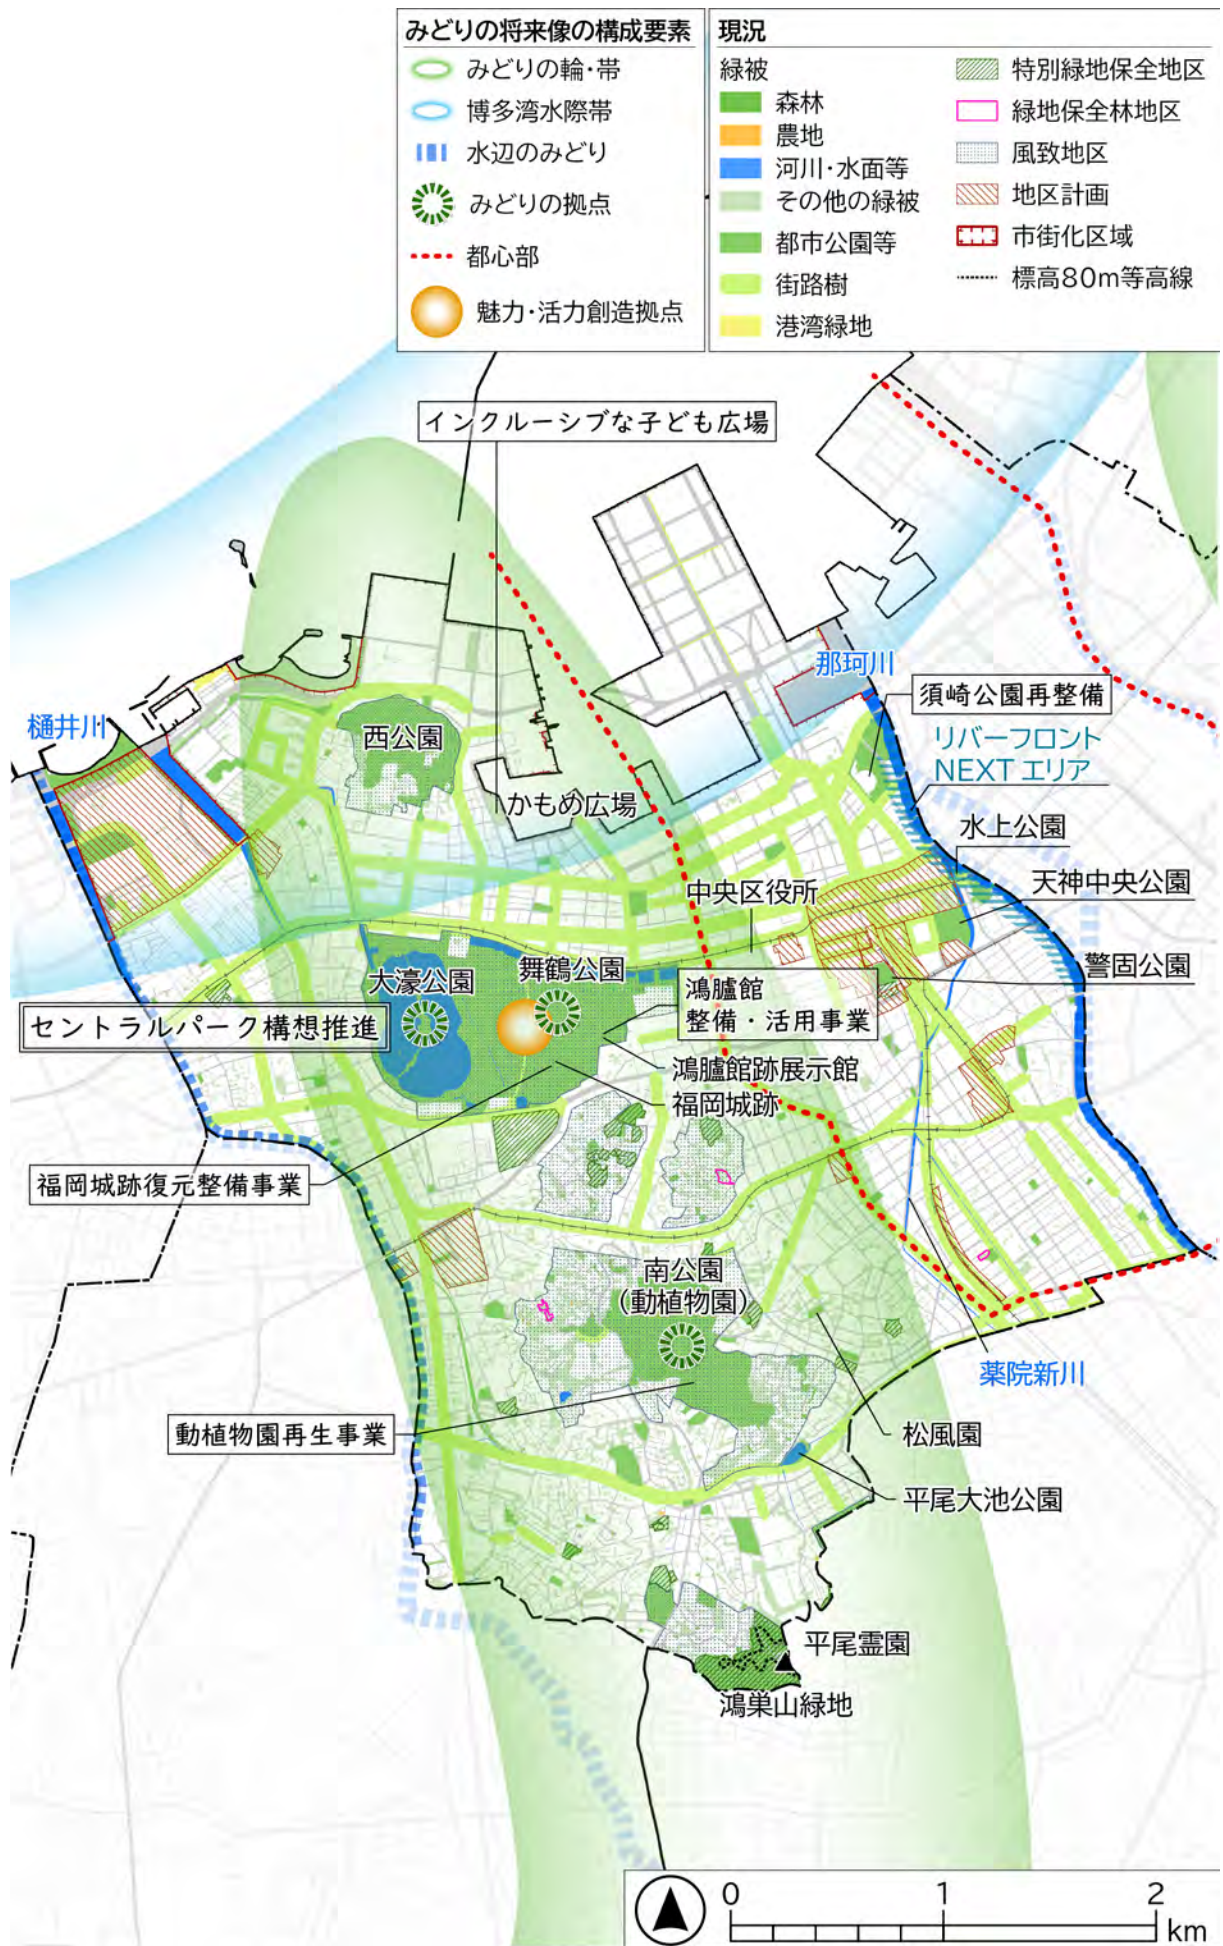 みどりの将来像の構成要素
みどりの輪・帯
博多湾水際帯
水辺のみどり
みどりの拠点
都心部
魅力・活力創造拠点
現況
緑被
森林
農地
河川・水面等
その他の緑被
都市公園等
街路樹
港湾緑地
特別緑地保全地区
緑地保全林地区
風致地区
地区計画
市街化区域
標高80m等高線
インクルーシブな子ども広場
那珂川
須崎公園再整備
樋井川
西公園
リバーフロント
NEXTエリア
かもめ広場
水上公園
中央区役所
天神中央公園
大濠公園
舞鶴公園
警固公園
鴻臚館
整備・活用事業
セントラルパーク構想推進
鴻臚館跡展示館
福岡城跡
福岡城跡復元整備事業
南公園
（動植物園）
薬院新川
動植物園再生事業
松風園
平尾大池公園
平尾霊園
鴻巣山緑地
0 1 2
km